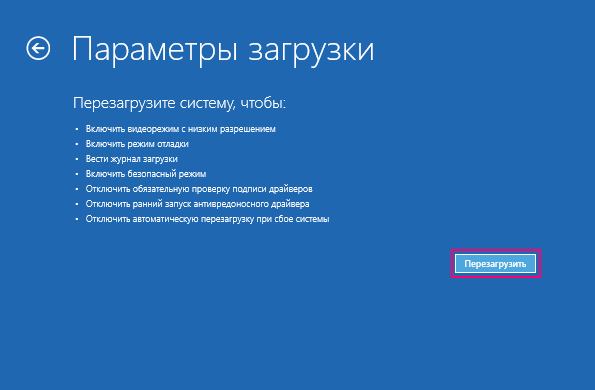 Параметры загрузки
Перезагрузите систему, чтобы:
• Включить видеорежим с низким разрешением
• Включить режим отладки
• Вести журнал загрузки
• Включить безопасный режим
• Отключить обязательную проверку подписи драйверов
• Отключить ранний запуск антивредоносного драйвера
• Отключить автоматическую перезагрузку при сбое системы
Перезагрузить